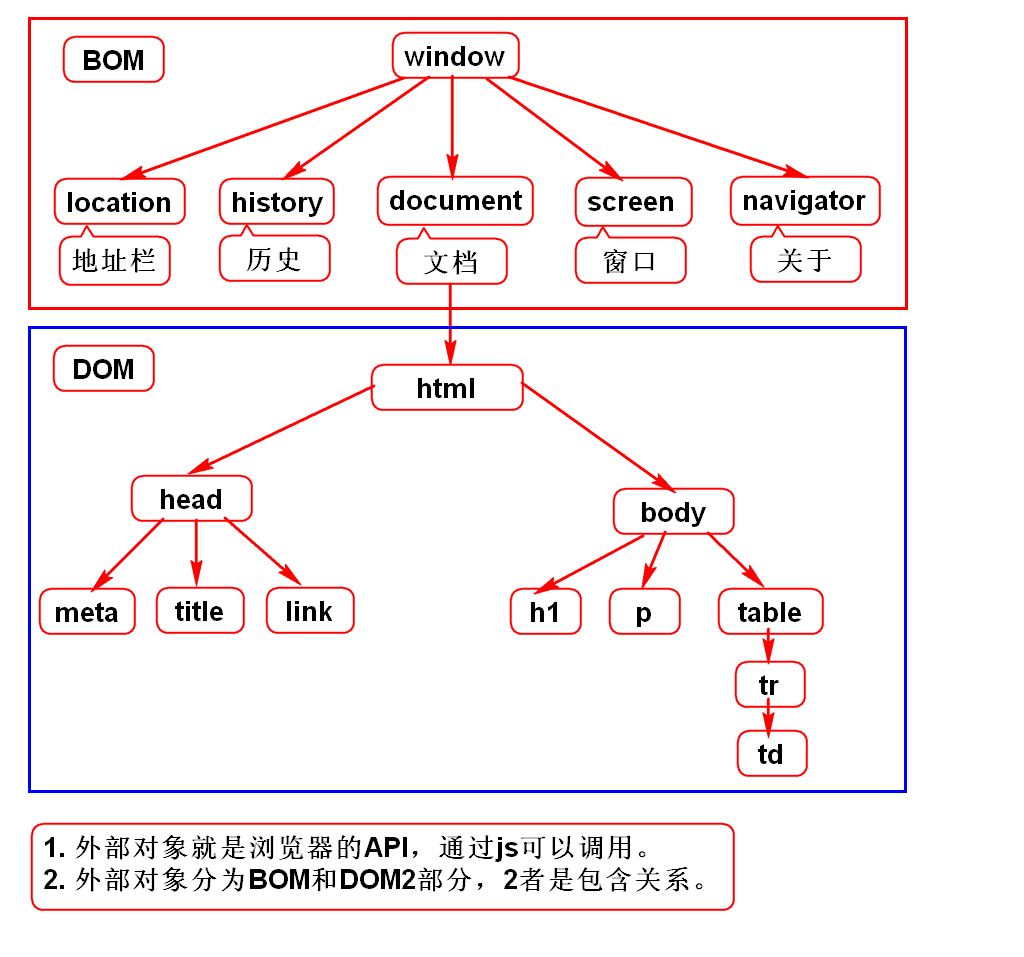 BOM
window
location
history
document
screen
navigator
地址栏
历史
文档
窗口
关于
DOM
html
head
body
meta
title
link
h1
p
table
tr
td
1. 外部对象就是浏览器的API，通过js可以调用。
2. 外部对象分为BOM和DOM2部分，2者是包含关系。